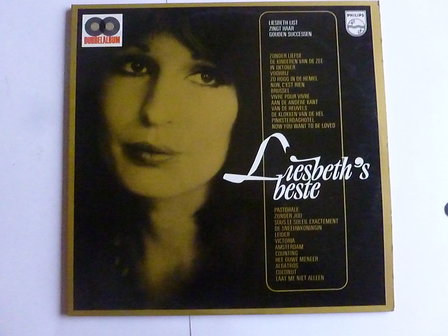 DUBBELALBUM
LIESBETH LIST
ZINGT HAAR
GOUDEN SUCCESSEN
PHILIPS
ZONDER LIEFDE
DE KINDEREN VAN DE ZEE
IN OKTOBER
VOORBIJ
ZO HOOG IN DE HEMEL
NON, C'EST RIEN
BRUSSEL
VIVRE POUR VIVRE
AAN DE ANDERE KANT
VAN DE HEUVELS
DE KLOKKEN VAN DE HEL
PINKSTERDAGHOTEL
NOW YOU WANT TO BE LOVED
Liesbeth's
beste
PASTORALE
ZONDER JOU
SOUS LE SOLEIL EXACTEMENT
DE SNEEUWKONINGIN
LEIDER
VICTORIA
AMSTERDAM
COUNTING
HEE OUWE MENEER
ALBATROS
COCONUT
LAAT ME NIET ALLEEN